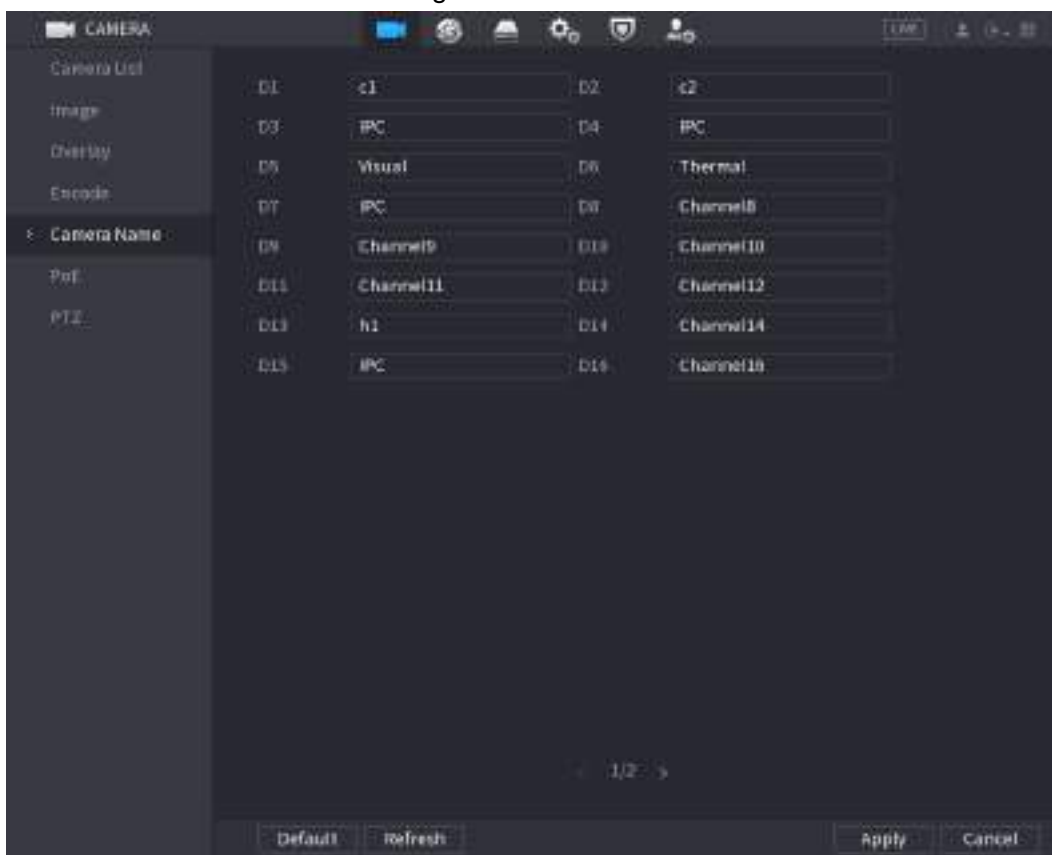 CAMERA LIVE
Camera List
Image
Overlay
Encode
Camera Name
PoE
PTZ
D1 c1 D2 c2
D3 IPC D4 IPC
D5 Visual D6 Thermal
D7 IPC D8 Channel8
D9 Channel9 D10 Channel10
D11 Channel11 D12 Channel12
D13 h1 D14 Channel14
D15 IPC D16 Channel16
1/2
Default Refresh Apply Cancel